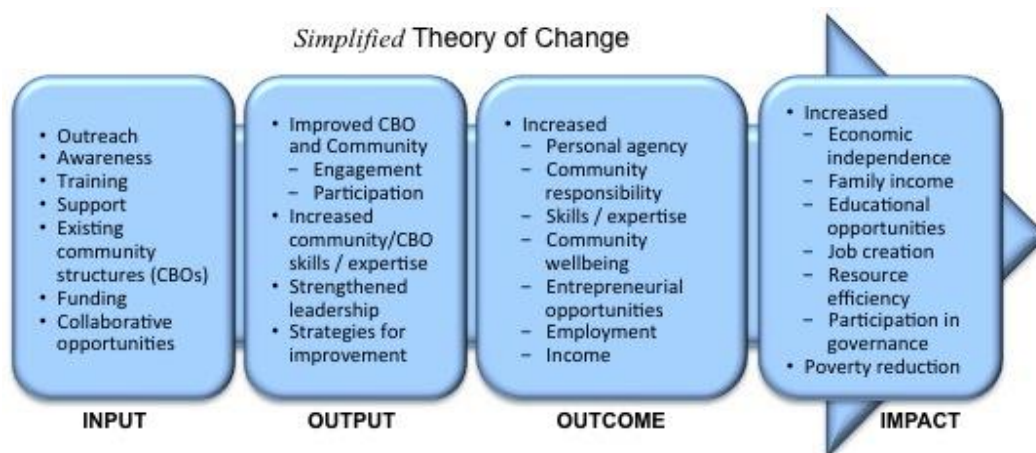 Simplified Theory of Change
• Outreach
• Awareness
• Training
• Support
• Existing
community
structures (CBOs)
• Funding
• Collaborative
opportunities
INPUT
• Improved CBO
and Community
– Engagement
– Participation
• Increased
community/CBO
skills / expertise
• Strengthened
leadership
• Strategies for
improvement
OUTPUT
• Increased
– Personal agency
– Community
responsibility
– Skills / expertise
– Community
wellbeing
– Entrepreneurial
opportunities
– Employment
– Income
OUTCOME
• Increased
– Economic
independence
– Family income
– Educational
opportunities
– Job creation
– Resource
efficiency
– Participation in
governance
• Poverty reduction
IMPACT